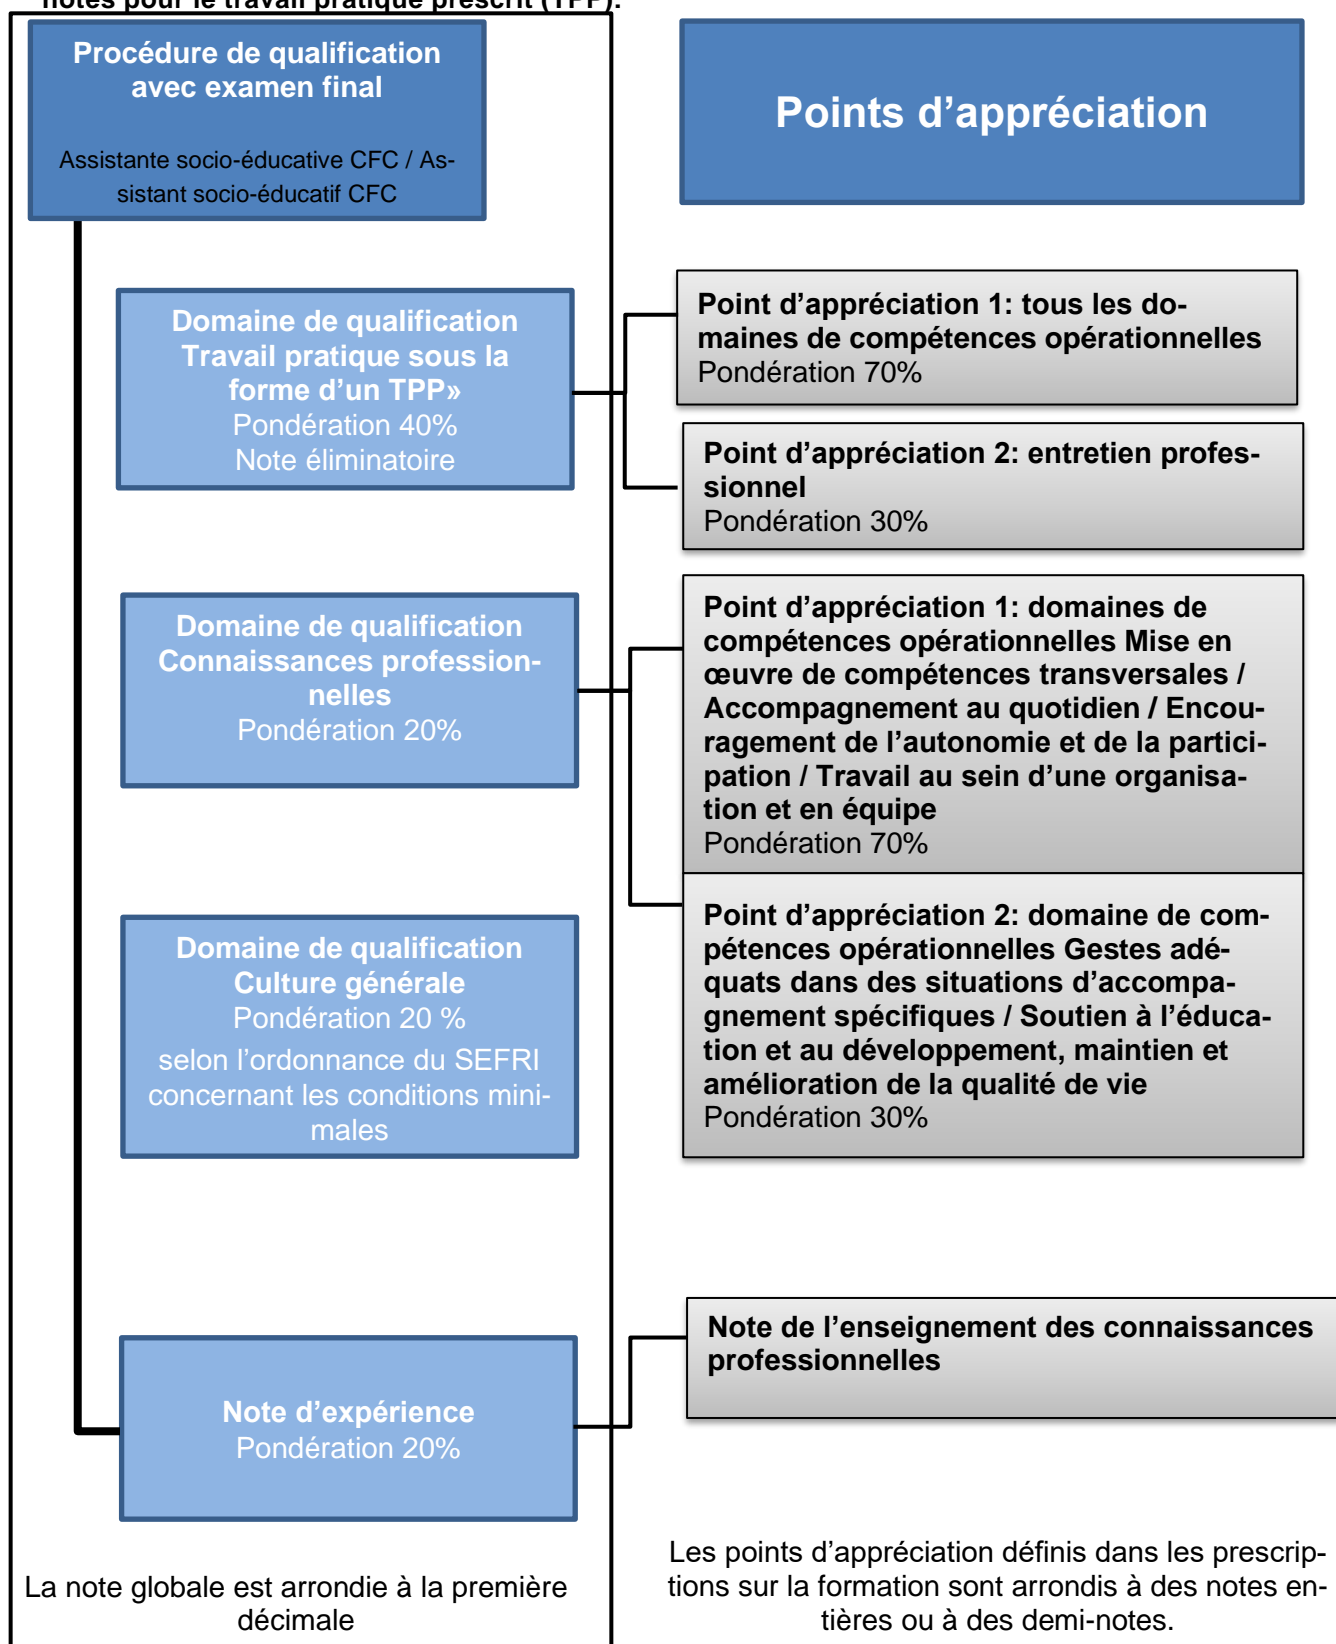 notes pour le travail pratique prescrit (TPP).
Procédure de qualification
avec examen final
Assistante socio-éducative CFC / As-
sistant socio-éducatif CFC
Points d’appréciation
Domaine de qualification
Travail pratique sous la
forme d’un TPP»
Pondération 40%
Note éliminatoire
Point d’appréciation 1: tous les do-
maines de compétences opérationnelles
Pondération 70%
Point d’appréciation 2: entretien profes-
sionnel
Pondération 30%
Domaine de qualification
Connaissances profession-
nelles
Pondération 20%
Point d’appréciation 1: domaines de
compétences opérationnelles Mise en
œuvre de compétences transversales /
Accompagnement au quotidien / Encou-
ragement de l’autonomie et de la partici-
pation / Travail au sein d’une organisa-
tion et en équipe
Pondération 70%
Point d’appréciation 2: domaine de com-
pétences opérationnelles Gestes adé-
quats dans des situations d’accompa-
gnement spécifiques / Soutien à l’éduca-
tion et au développement, maintien et
amélioration de la qualité de vie
Pondération 30%
Domaine de qualification
Culture générale
Pondération 20 %
selon l’ordonnance du SEFRI
concernant les conditions mini-
males
Note d’expérience
Pondération 20%
Note de l’enseignement des connaissances
professionnelles
La note globale est arrondie à la première
décimale
Les points d’appréciation définis dans les prescrip-
tions sur la formation sont arrondis à des notes en-
tières ou à des demi-notes.